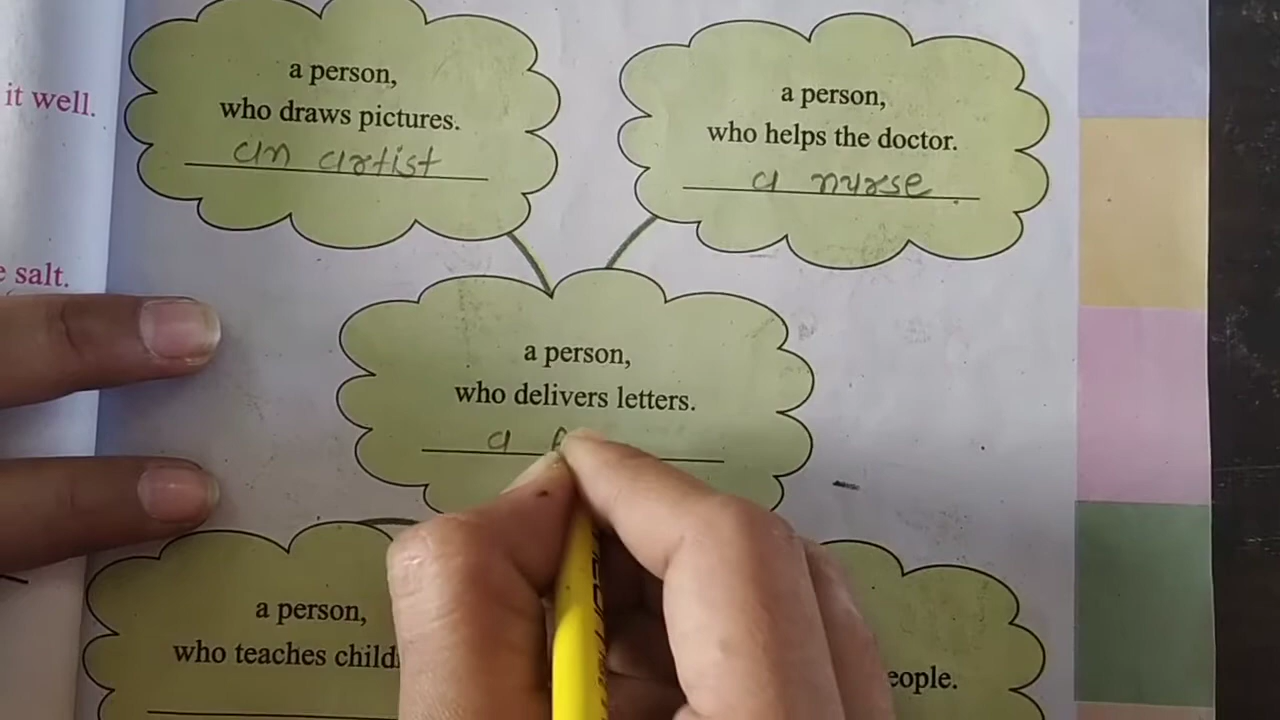 it well.
e salt.
a person,
who draws pictures.
an artist
a person,
who helps the doctor.
a nurse
a person,
who delivers letters.
a
a person,
who teaches child
eople.